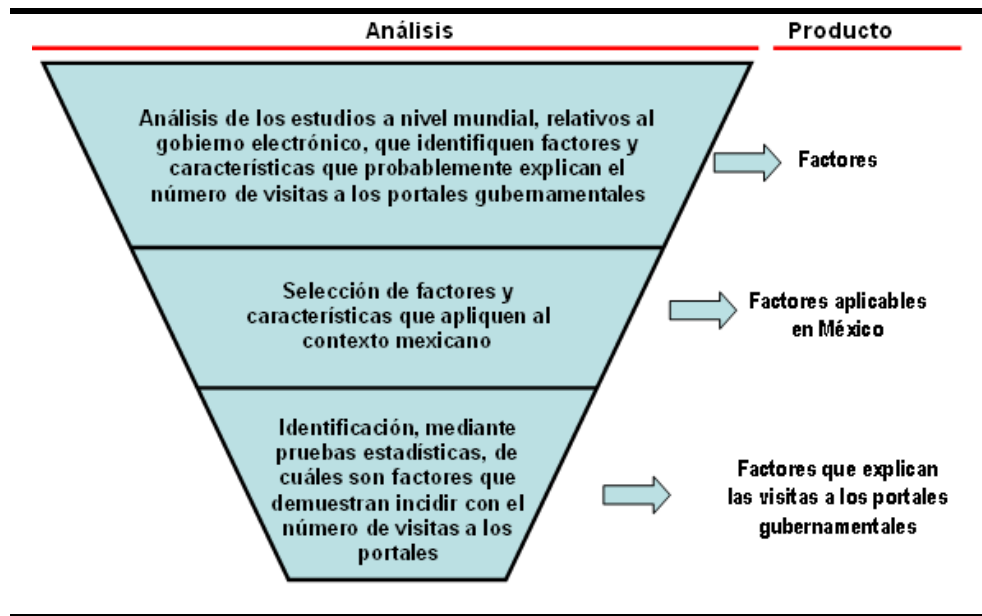 Análisis
Producto
Análisis de los estudios a nivel mundial, relativos al
gobierno electrónico, que identifiquen factores y
características que probablemente explican el
número de visitas a los portales gubernamentales
Factores
Selección de factores y
características que apliquen al
contexto mexicano
Factores aplicables
en México
Identificación, mediante
pruebas estadísticas, de
cuáles son factores que
demuestran incidir con el
número de visitas a los
portales
Factores que explican
las visitas a los portales
gubernamentales